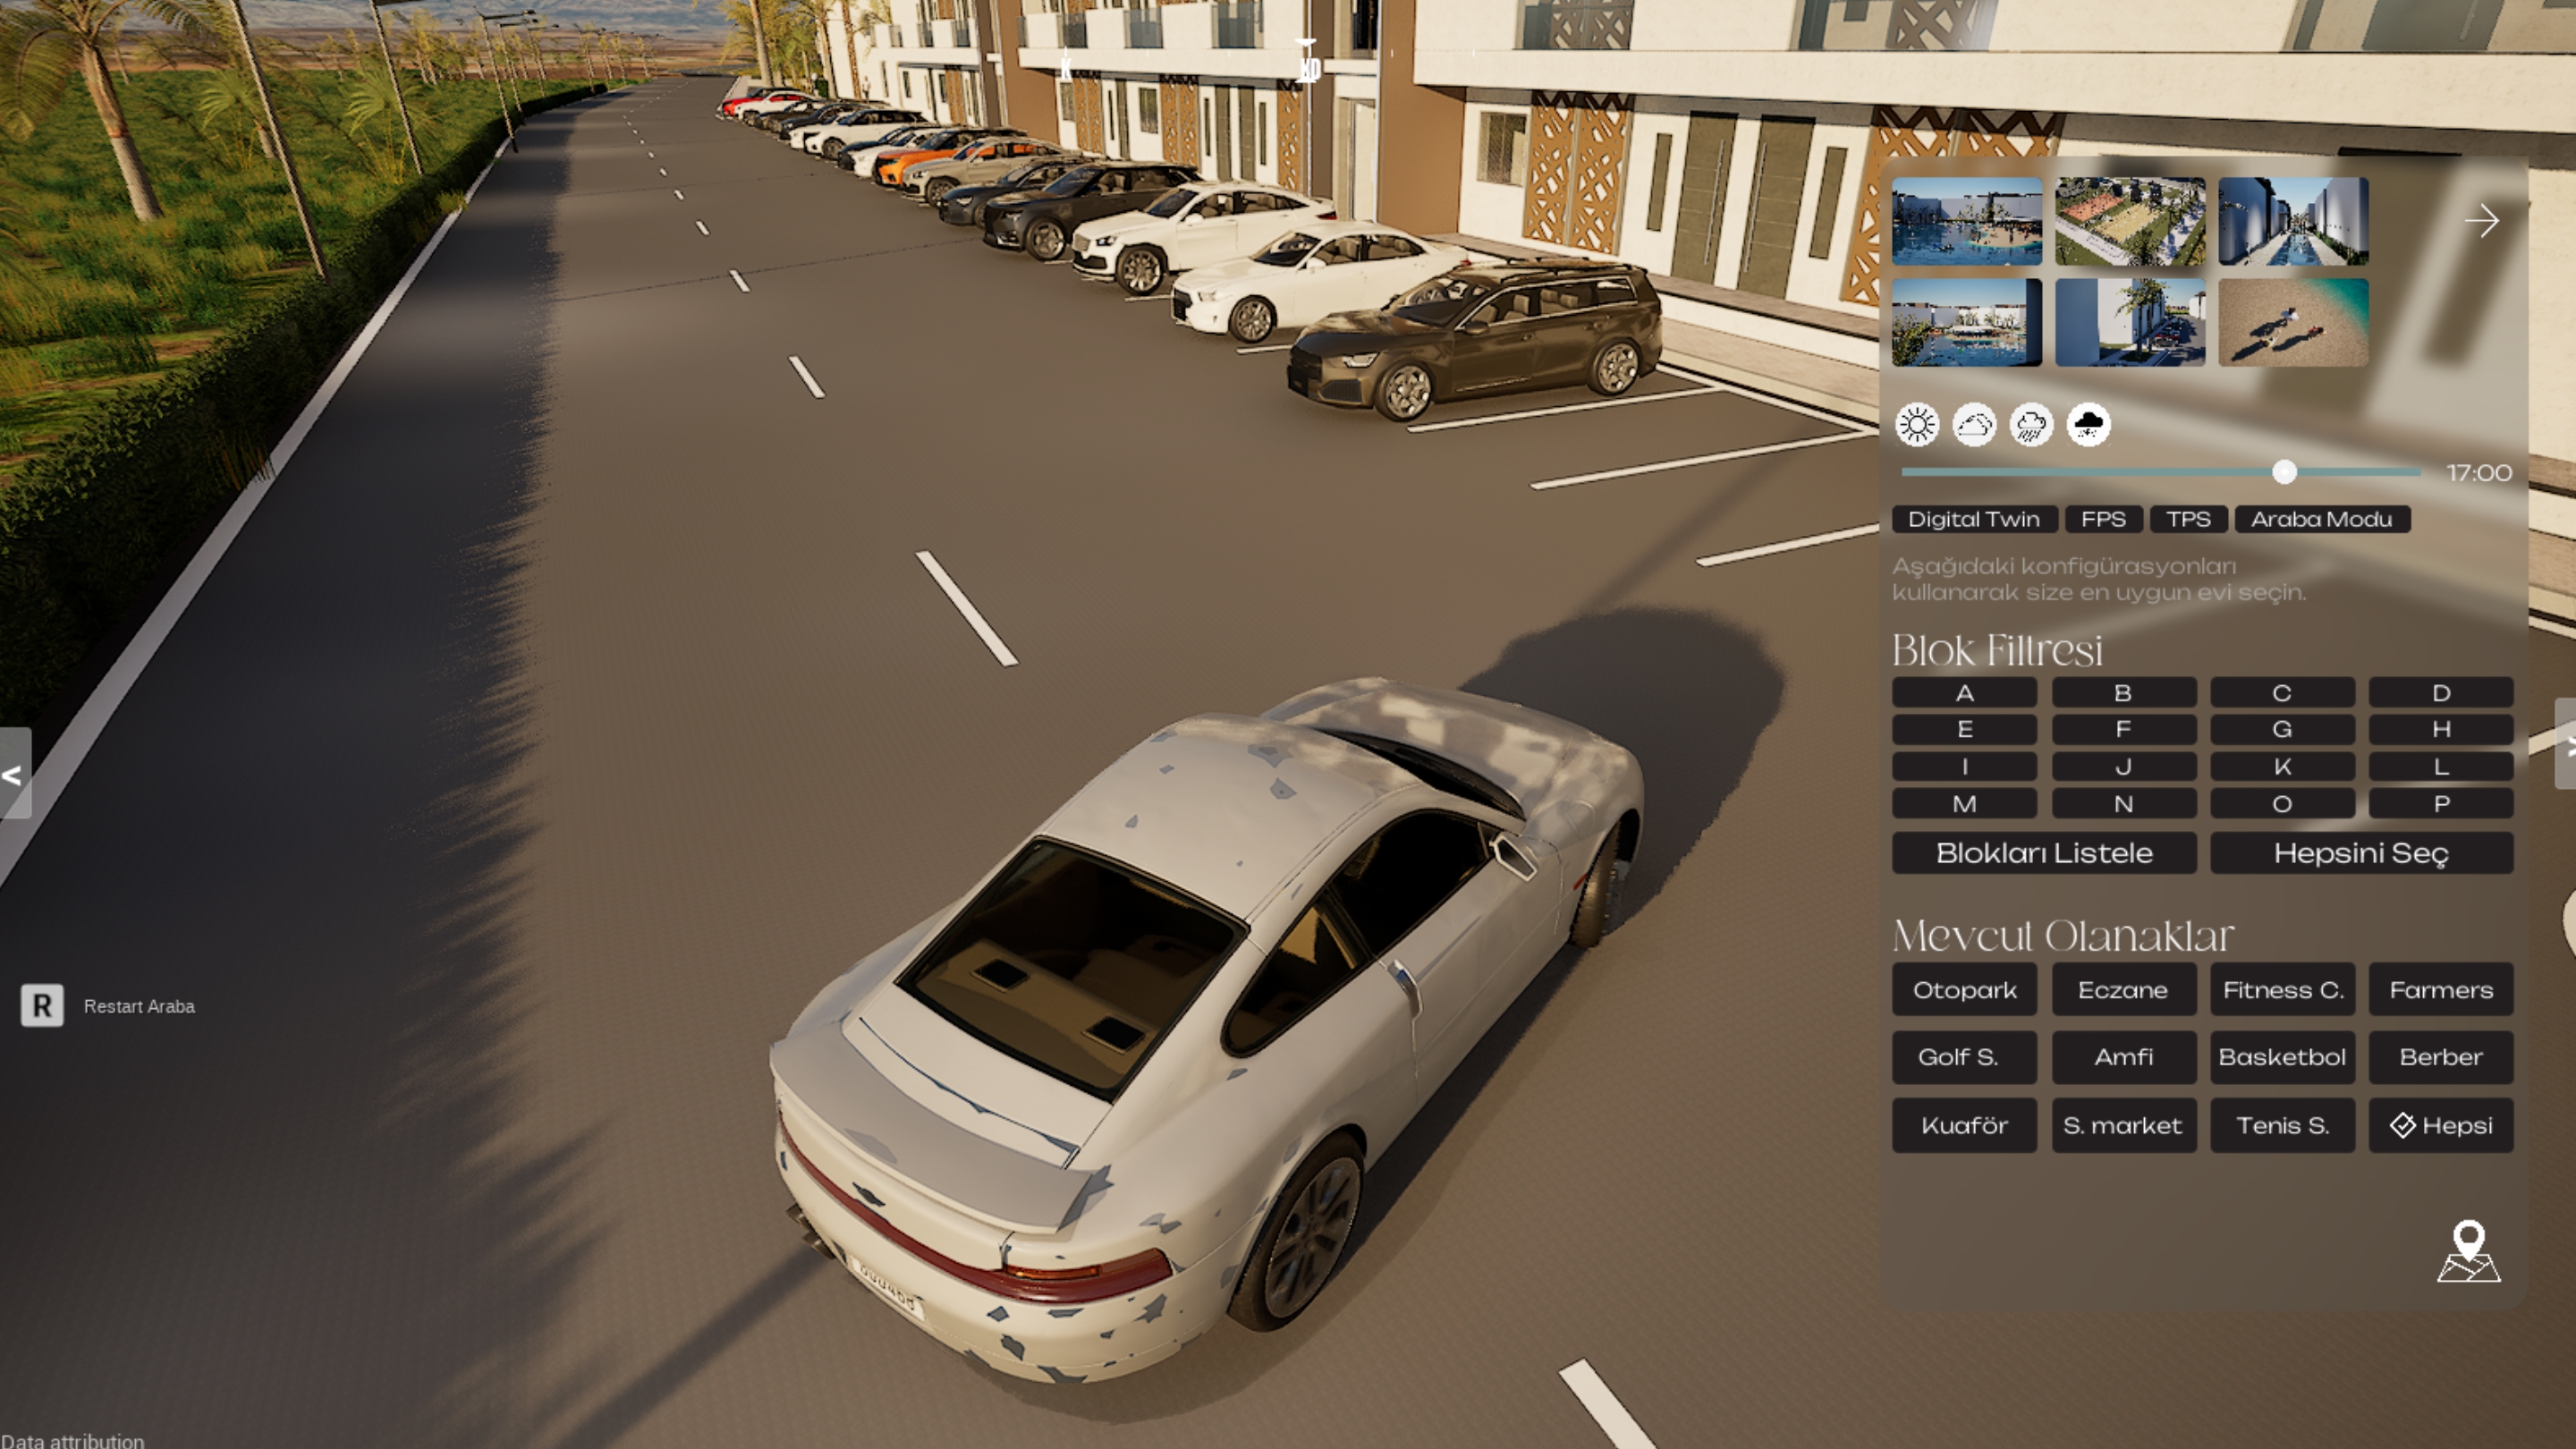 K
KD
17:00
Digital Twin
FPS
TPS
Araba Modu
Aşağıdaki konfigürasyonları
kullanarak size en uygun evi seçin.
Blok Filtresi
A
B
C
D
E
F
G
H
I
J
K
L
M
N
O
P
Blokları Listele
Hepsini Seç
Mevcut Olanaklar
Otopark
Eczane
Fitness C.
Farmers
Golf S.
Amfi
Basketbol
Berber
Kuaför
S. market
Tenis S.
Hepsi
<
>
R
Restart Araba
Data attribution